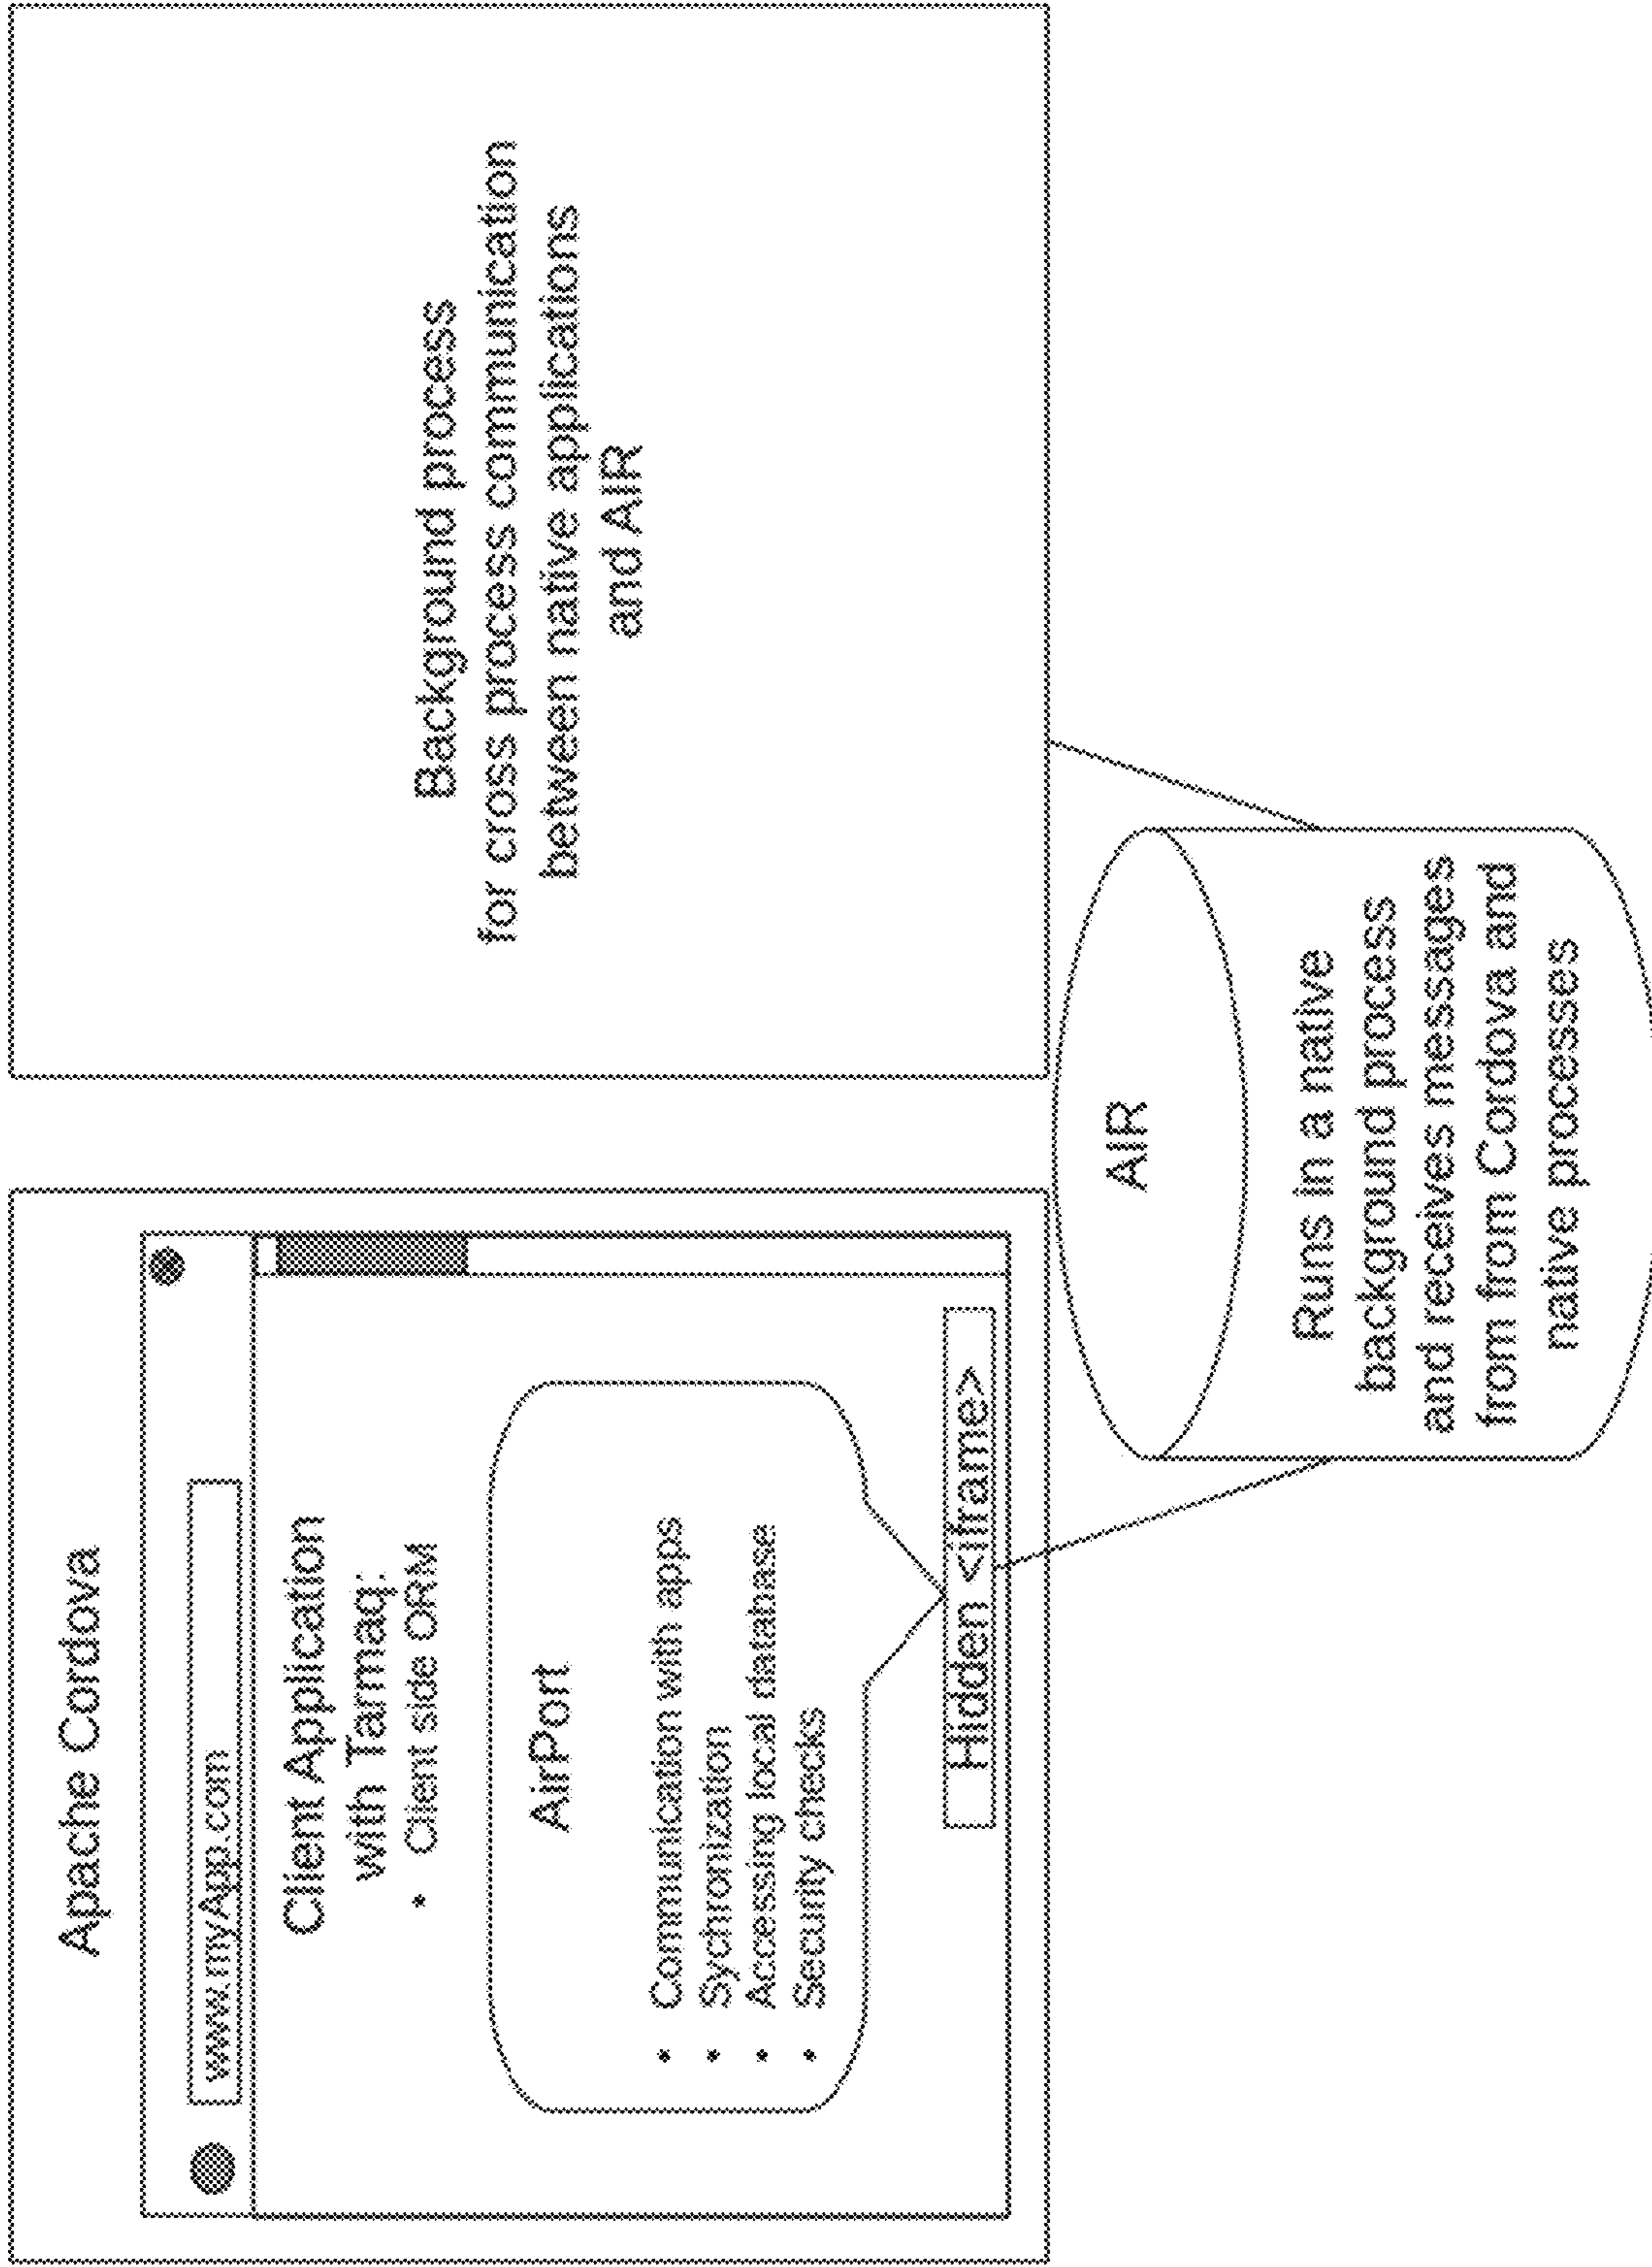 Apache Cordova
www.myApp.com
Client Application
with Tarmaq:
• Client side ORM
AirPort
• Communication with apps
• Sychronization
• Accessing local database
• Security checks
Hidden <iframe>
Background process
for cross process communication
between native applications
and AIR
AIR
Runs in a native
background process
and receives messages
from from Cordova and
native processes